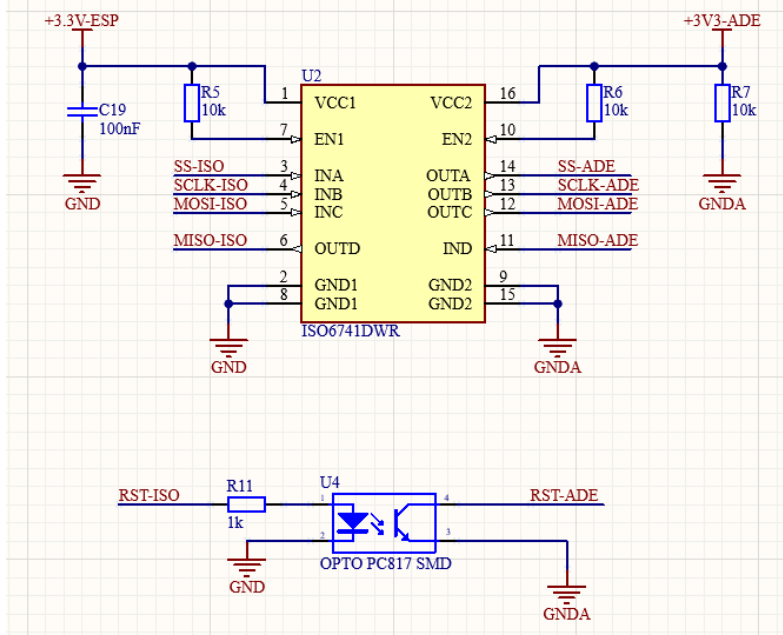 +3.3V-ESP
+3V3-ADE
U2
R5
10k
C19
100nF
GND
1 VCC1
7 EN1
SS-ISO 3 INA
SCLK-ISO 4 INB
MOSI-ISO 5 INC
MISO-ISO 6 OUTD
2 GND1
8 GND1
GND
VCC2 16
EN2 10
OUTA 14 SS-ADE
OUTB 13 SCLK-ADE
OUTC 12 MOSI-ADE
IND 11 MISO-ADE
GND2 9
GND2 15
GNDA
R6
10k
R7
10k
GNDA
ISO6741DWR
RST-ISO
R11
1k
U4
1
2
4
3
OPTO PC817 SMD
RST-ADE
GND
GNDA